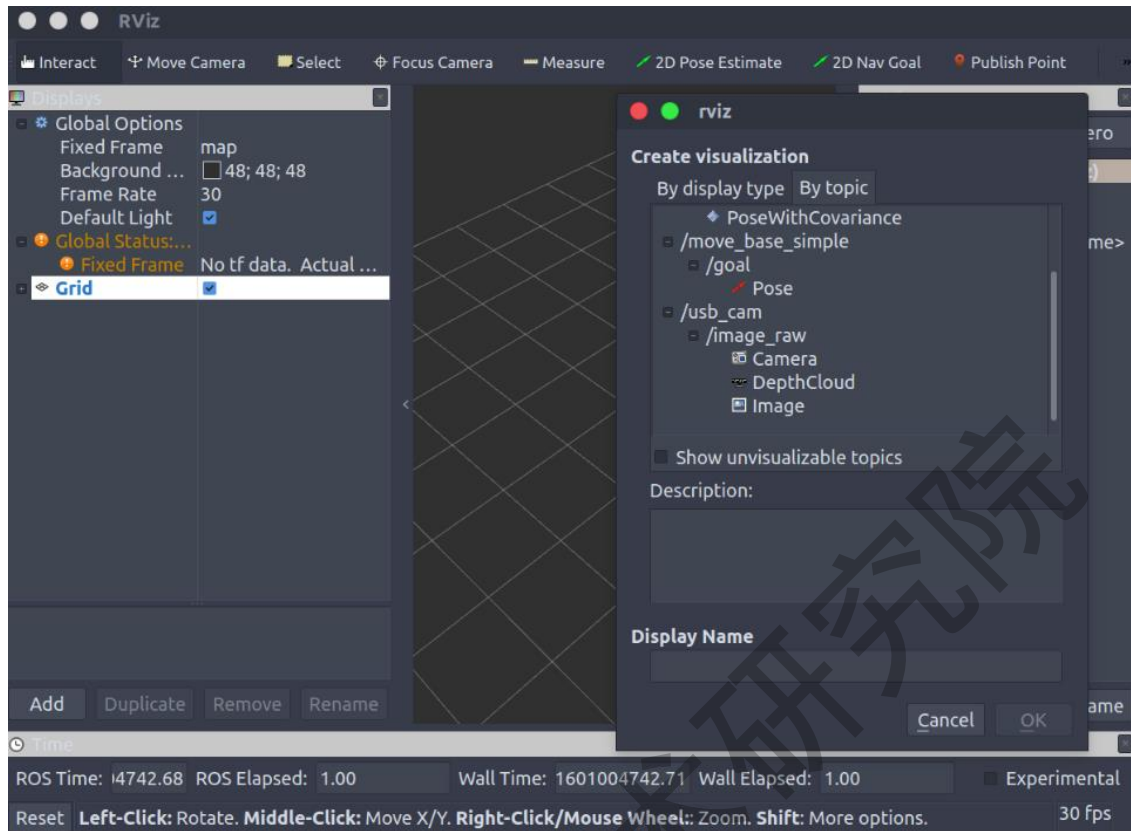 RViz
Interact Move Camera Select Focus Camera Measure 2D Pose Estimate 2D Nav Goal Publish Point
Displays
Global Options
Fixed Frame map
Background ... 48; 48; 48
Frame Rate 30
Default Light
Global Status:...
Fixed Frame No tf data. Actual ...
Grid
Add Duplicate Remove Rename
rviz
Create visualization
By display type By topic
PoseWithCovariance
/move_base_simple
/goal
Pose
/usb_cam
/image_raw
Camera
DepthCloud
Image
Show unvisualizable topics
Description:
Display Name
Cancel OK
ero
me>
ame
Time
ROS Time: 04742.68 ROS Elapsed: 1.00 Wall Time: 1601004742.71 Wall Elapsed: 1.00 Experimental
Reset Left-Click: Rotate. Middle-Click: Move X/Y. Right-Click/Mouse Wheel:: Zoom. Shift: More options. 30 fps
术研究院